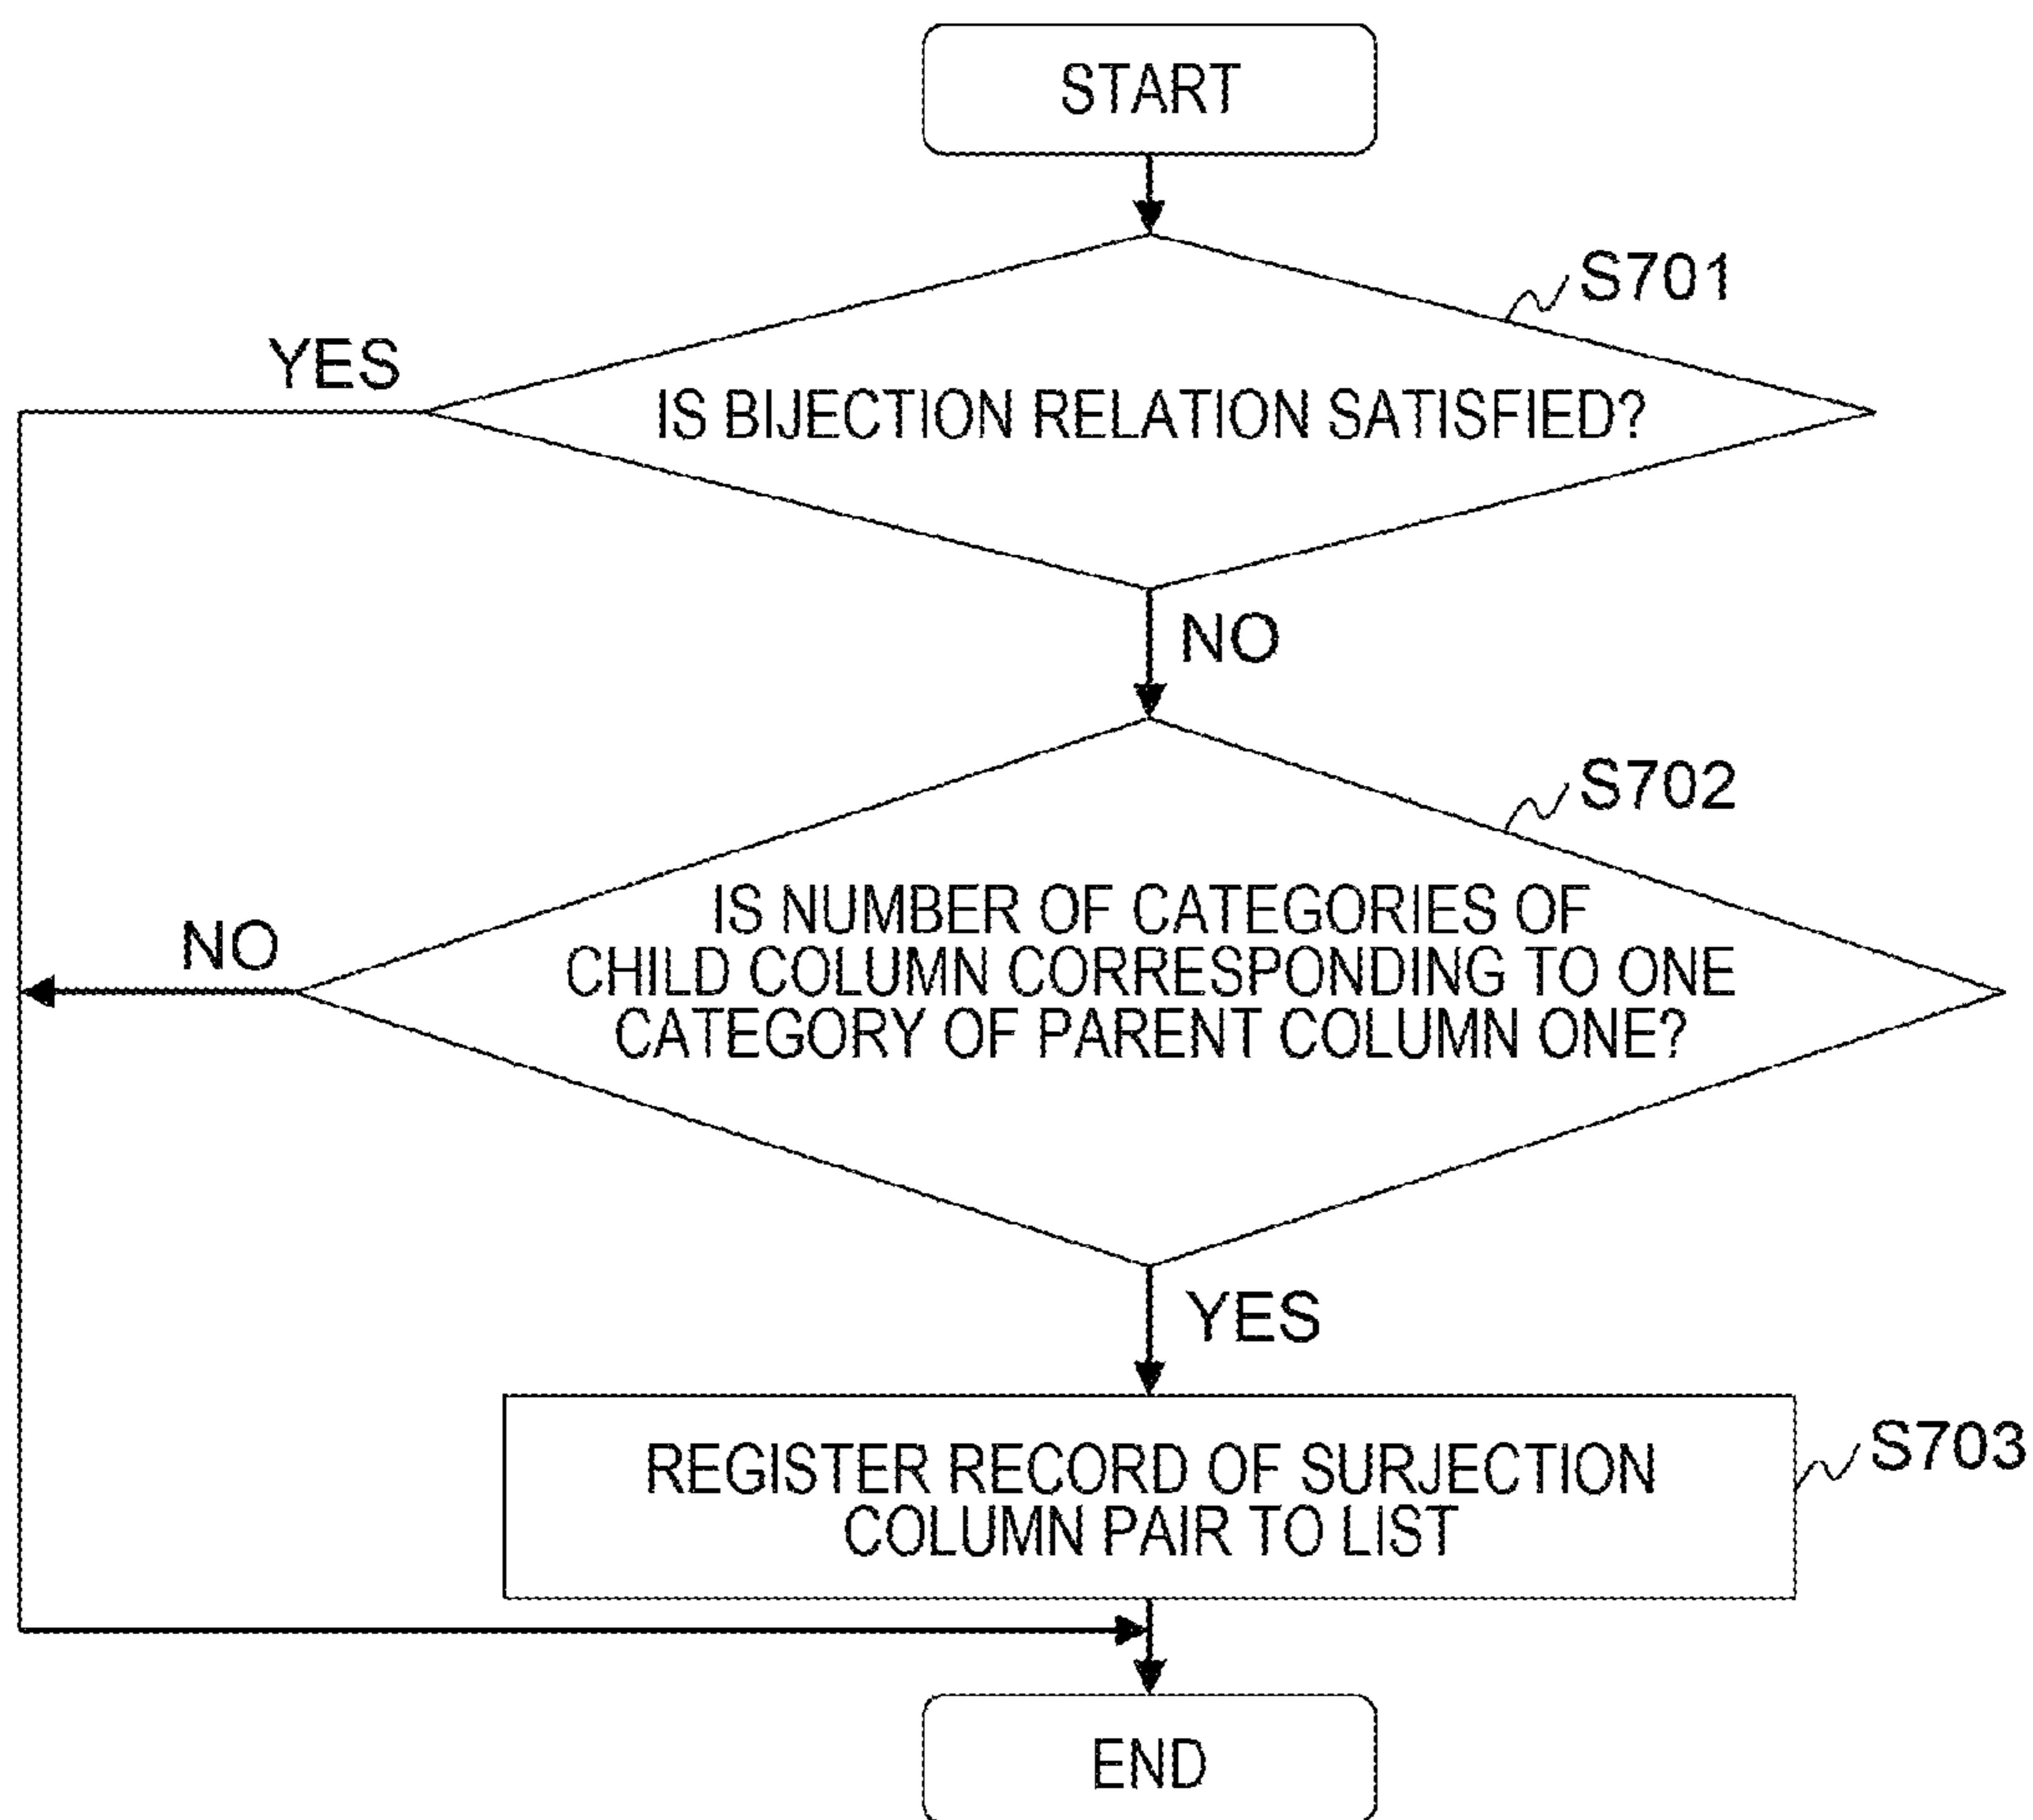 START
S701
YES
IS BIJECTION RELATION SATISFIED?
NO
S702
IS NUMBER OF CATEGORIES OF
CHILD COLUMN CORRESPONDING TO ONE
CATEGORY OF PARENT COLUMN ONE?
NO
YES
S703
REGISTER RECORD OF SURJECTION
COLUMN PAIR TO LIST
END